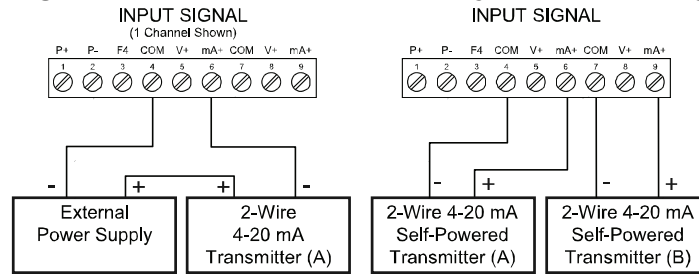 INPUT SIGNAL
(1 Channel Shown)
P+ P- F4 COM V+ mA+ COM V+ mA+
1 2 3 4 5 6 7 8 9
- + + -
External
Power Supply
2-Wire
4-20 mA
Transmitter (A)
INPUT SIGNAL
P+ P- F4 COM V+ mA+ COM V+ mA+
1 2 3 4 5 6 7 8 9
- + - +
2-Wire 4-20 mA
Self-Powered
Transmitter (A)
2-Wire 4-20 mA
Self-Powered
Transmitter (B)